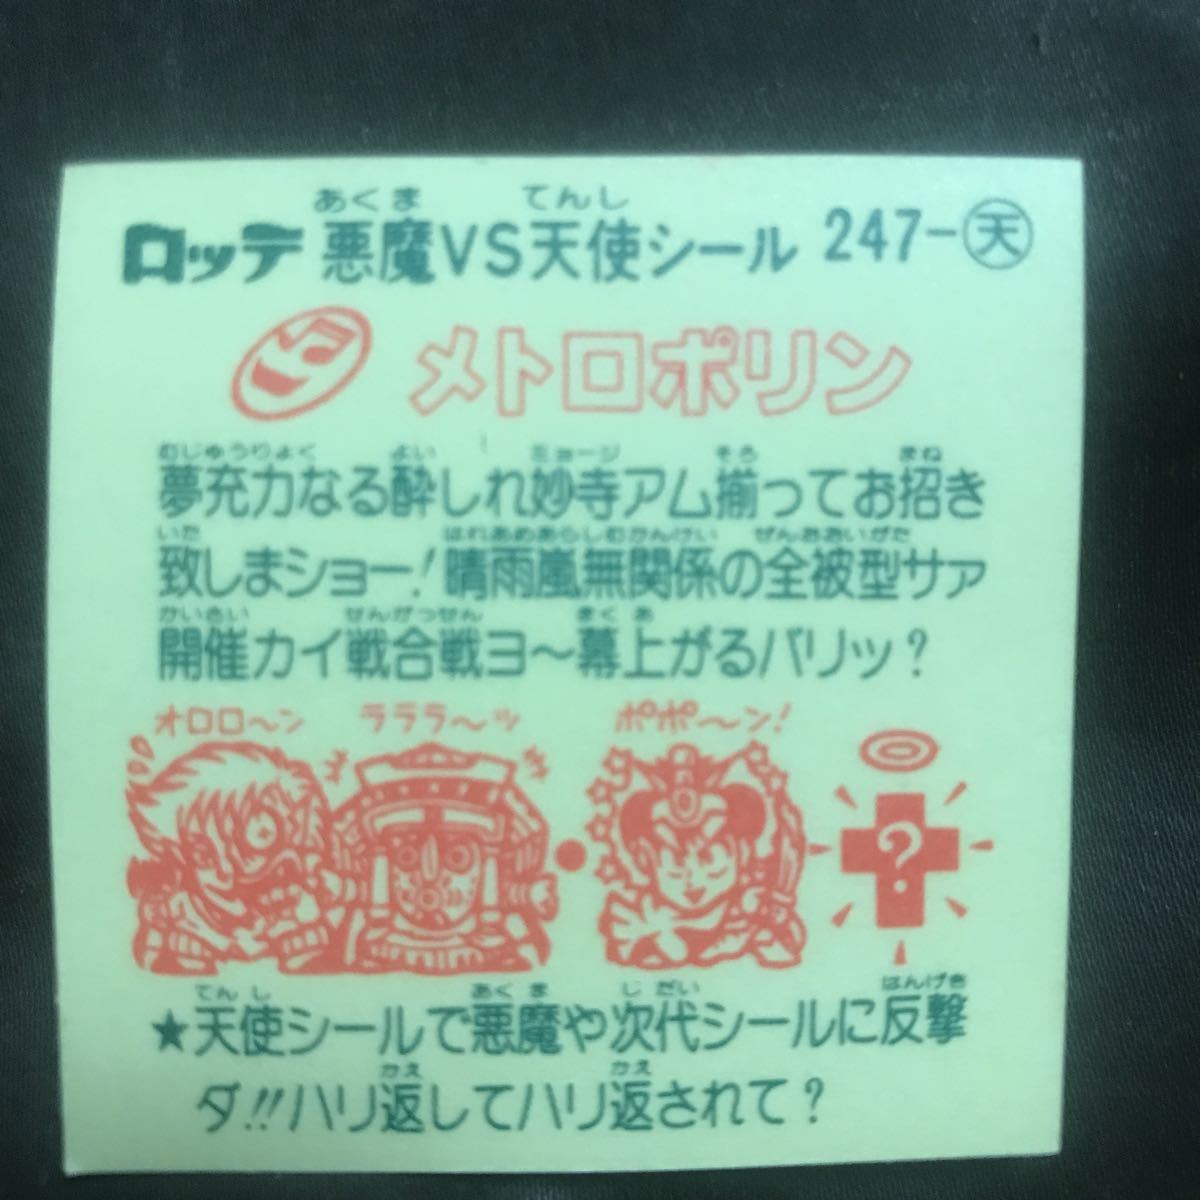 あくま てんし
ロッテ 悪魔VS天使シール 247-天
メトロポリン
むじゅうりょく よい ミョージ そろ まね
夢充力なる酔しれ妙寺アム揃ってお招き
いた はれあめあらしむかんけい ぜんおおいがた
致しまショー!晴雨嵐無関係の全被型サァ
かいさい せんがっせん まくあ
開催カイ戦合戦ヨ〜幕上がるバリッ?
オロロ〜ン ラララ〜ッ ポポ〜ン!
?
てんし あくま じだい はんげき
★天使シールで悪魔や次代シールに反撃
かえ かえ
ダ!!ハリ返してハリ返されて?